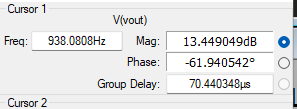 Cursor 1
V(vout)
Freq: 938.0808Hz Mag: 13.449049dB
Phase: -61.940542°
Group Delay: 70.440348µs
Cursor 2